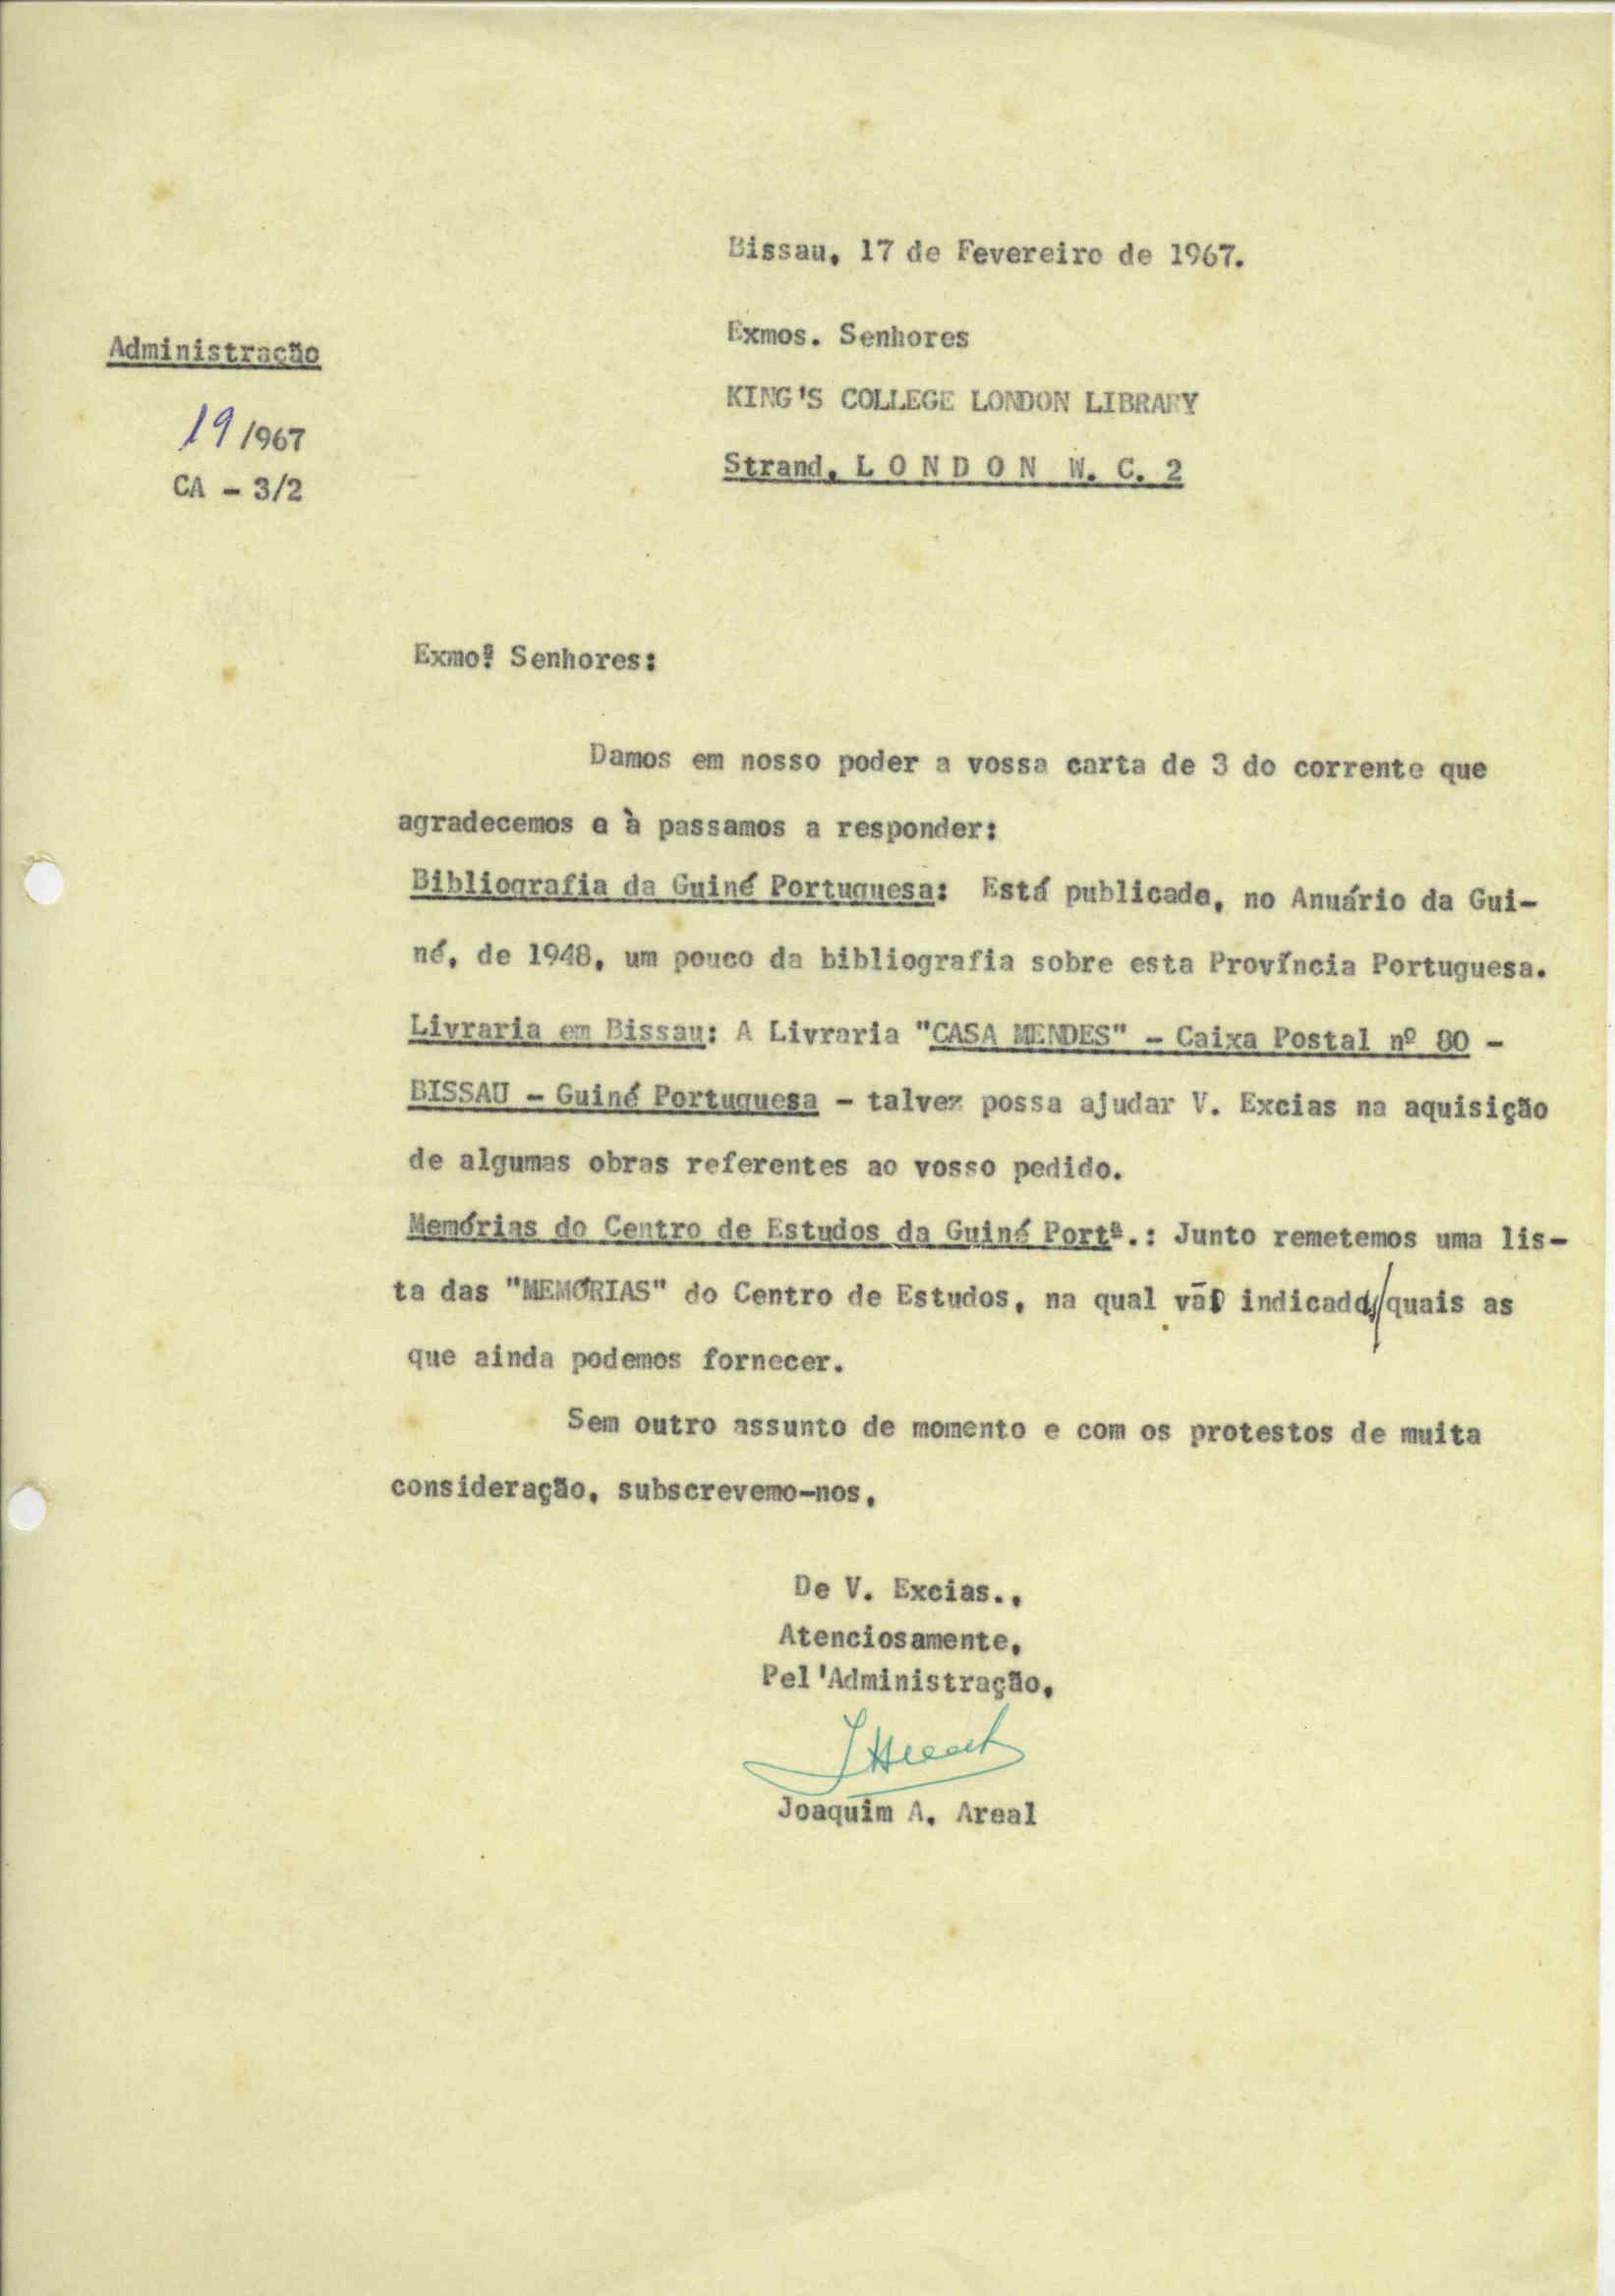 Bissau, 17 de Fevereiro de 1967.
Administração
Exmos. Senhores
KING'S COLLEGE LONDON LIBRARY
19/967
Strand, L O N D O N W. C. 2
CA - 3/2
Exmoº Senhores:
Damos em nosso poder a vossa carta de 3 do corrente que
agradecemos e à passamos a responder:
Bibliografia da Guiné Portuguesa: Está publicada, no Anuário da Gui-
né, de 1948, um pouco da bibliografia sobre esta Província Portuguesa.
Livraria em Bissau: A Livraria "CASA MENDES" - Caixa Postal nº 80 -
BISSAU - Guiné Portuguesa - talvez possa ajudar V. Excias na aquisição
de algumas obras referentes ao vosso pedido.
Memórias do Centro de Estudos da Guiné Portª.: Junto remetemos uma lis-
ta das "MEMÓRIAS" do Centro de Estudos, na qual indicada, quais as
que ainda podemos fornecer.
Sem outro assunto de momento e com os protestos de muita
consideração, subscrevemo-nos,
De V. Excias.,
Atenciosamente,
Pel'Administração,
Joaquim A. Areal